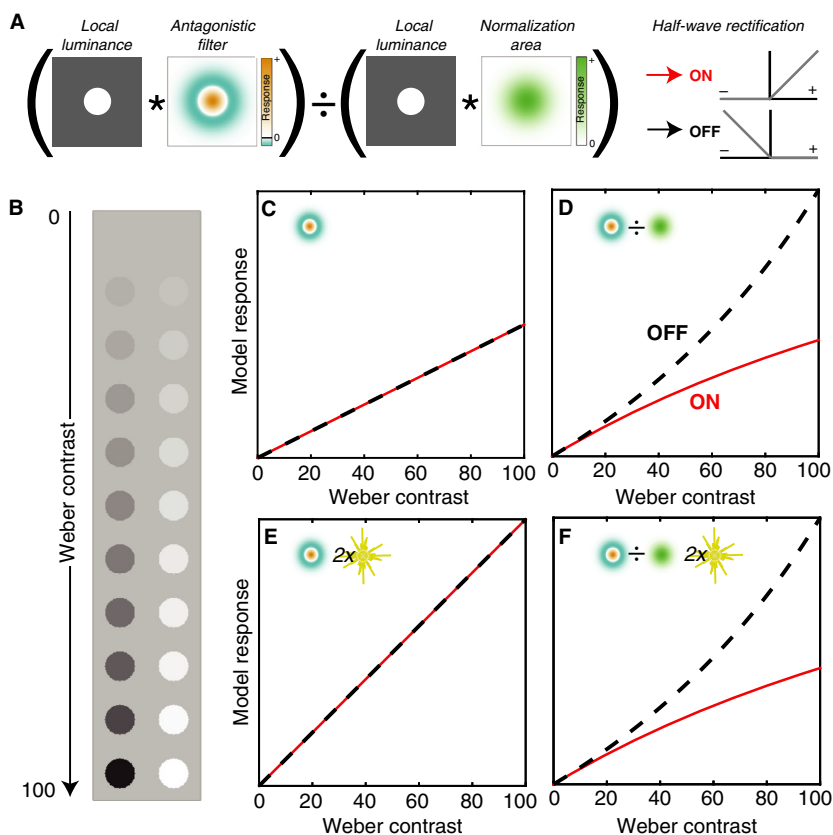 A
Local luminance
Antagonistic filter
Local luminance
Normalization area
Half-wave rectification
( * ) ÷ ( * )
+
Response
0
+
Response
0
ON
− +
OFF
− +
B
0
Weber contrast
100
C
Model response
0 20 40 60 80 100
Weber contrast
D
÷
OFF
ON
0 20 40 60 80 100
Weber contrast
E
2x
Model response
0 20 40 60 80 100
Weber contrast
F
÷ 2x
0 20 40 60 80 100
Weber contrast